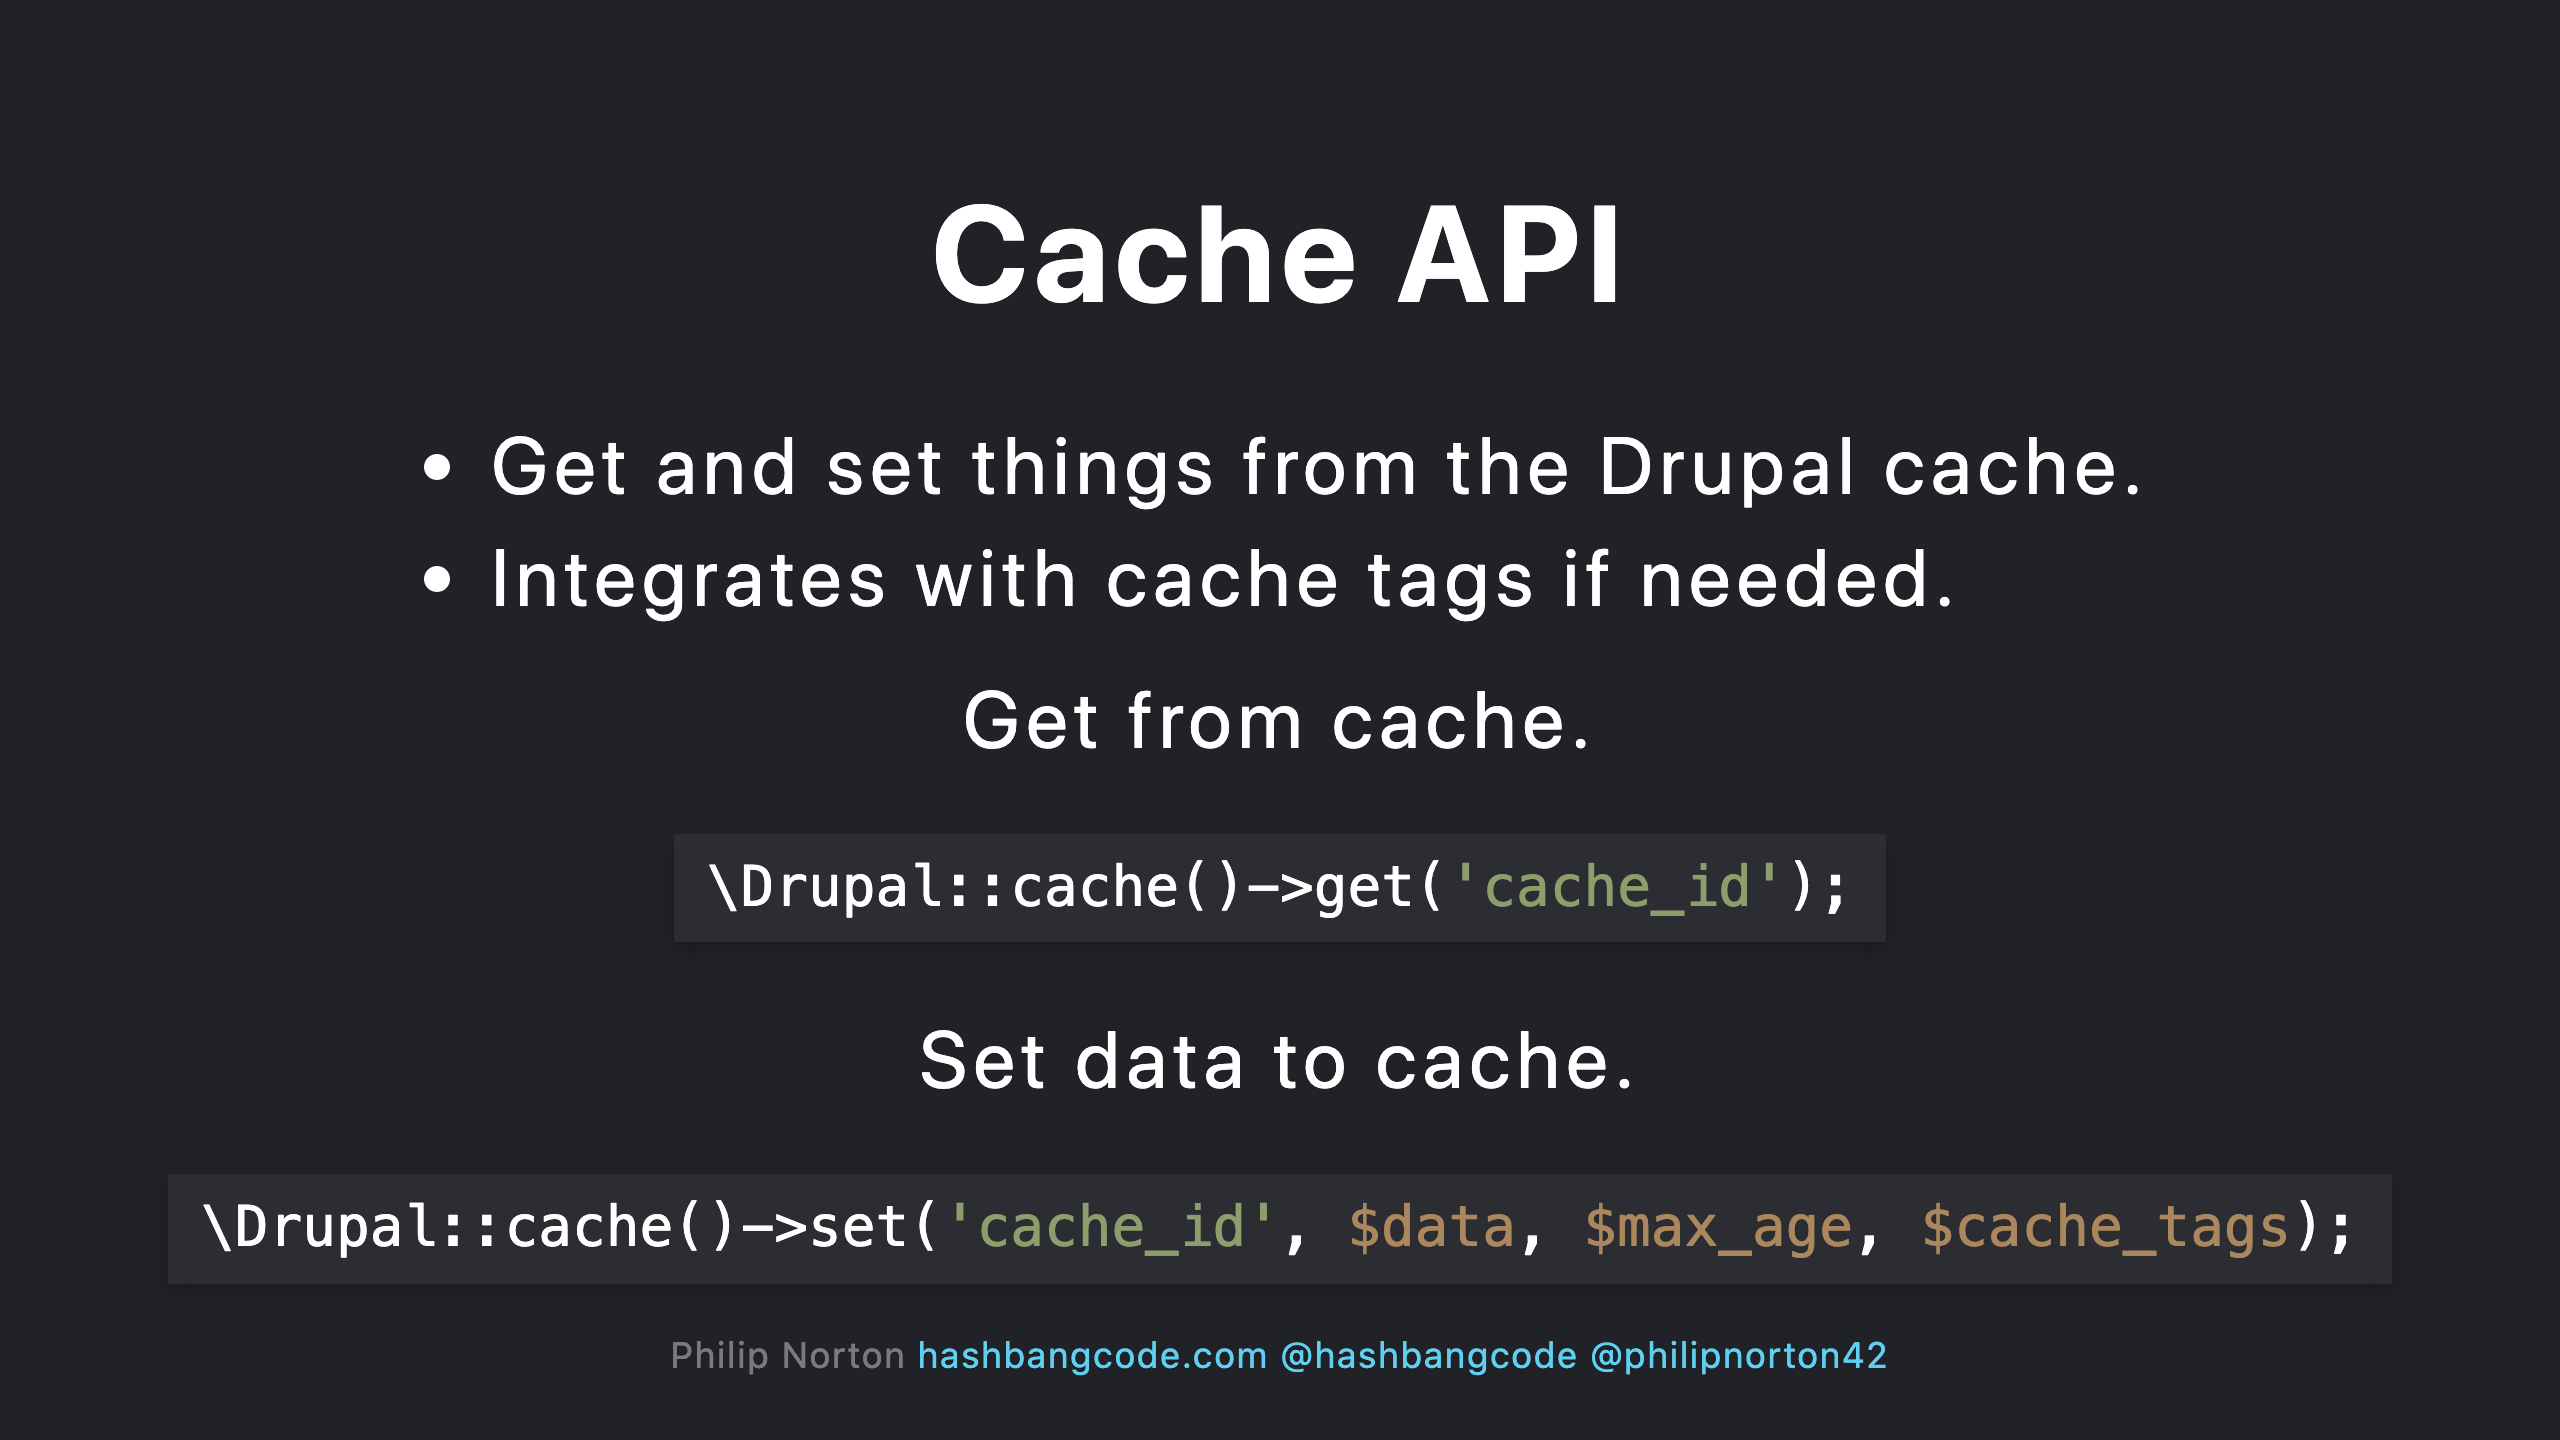 Cache API
• Get and set things from the Drupal cache.
• Integrates with cache tags if needed.
Get from cache.
\Drupal::cache()->get('cache_id');
Set data to cache.
\Drupal::cache()->set('cache_id', $data, $max_age, $cache_tags);
Philip Norton hashbangcode.com @hashbangcode @philipnorton42